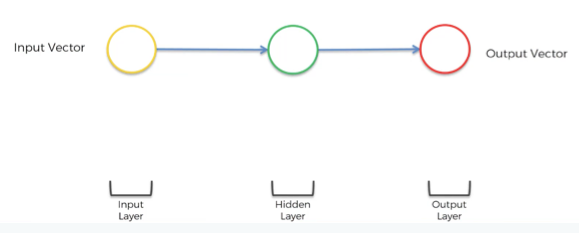 Input Vector
Output Vector
Input
Layer
Hidden
Layer
Output
Layer